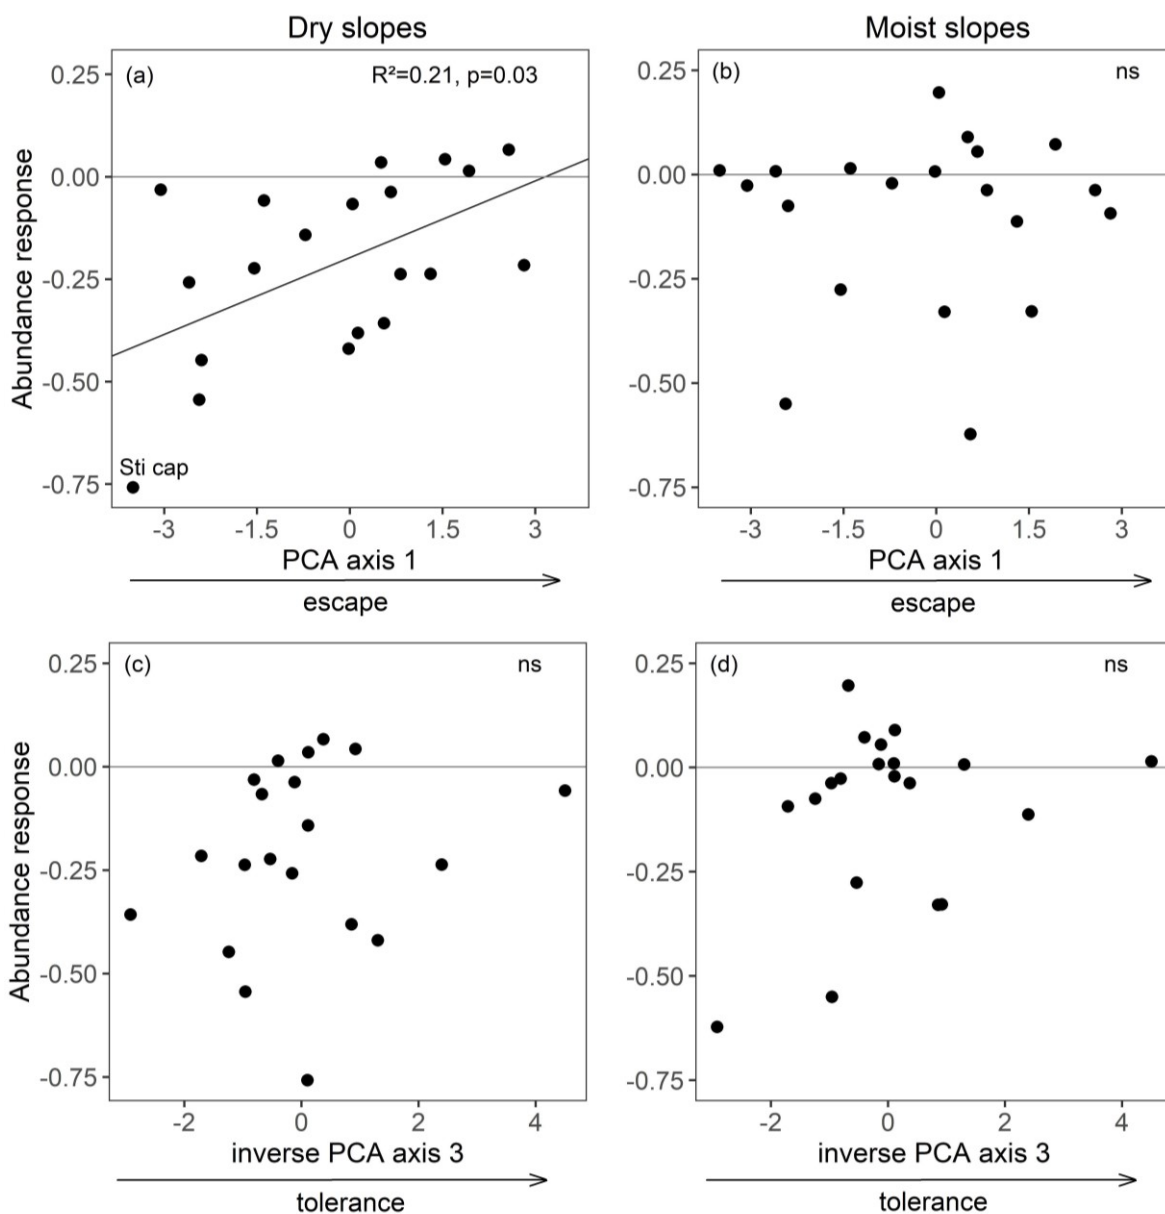 Dry slopes
Moist slopes
(a)
R²=0.21, p=0.03
0.25
0.00
-0.25
-0.50
-0.75
Abundance response
Sti cap
-3
-1.5
0
1.5
3
PCA axis 1
escape
(b)
ns
0.25
0.00
-0.25
-0.50
-0.75
-3
-1.5
0
1.5
3
PCA axis 1
escape
(c)
ns
0.25
0.00
-0.25
-0.50
-0.75
Abundance response
-2
0
2
4
inverse PCA axis 3
tolerance
(d)
ns
0.25
0.00
-0.25
-0.50
-0.75
-2
0
2
4
inverse PCA axis 3
tolerance